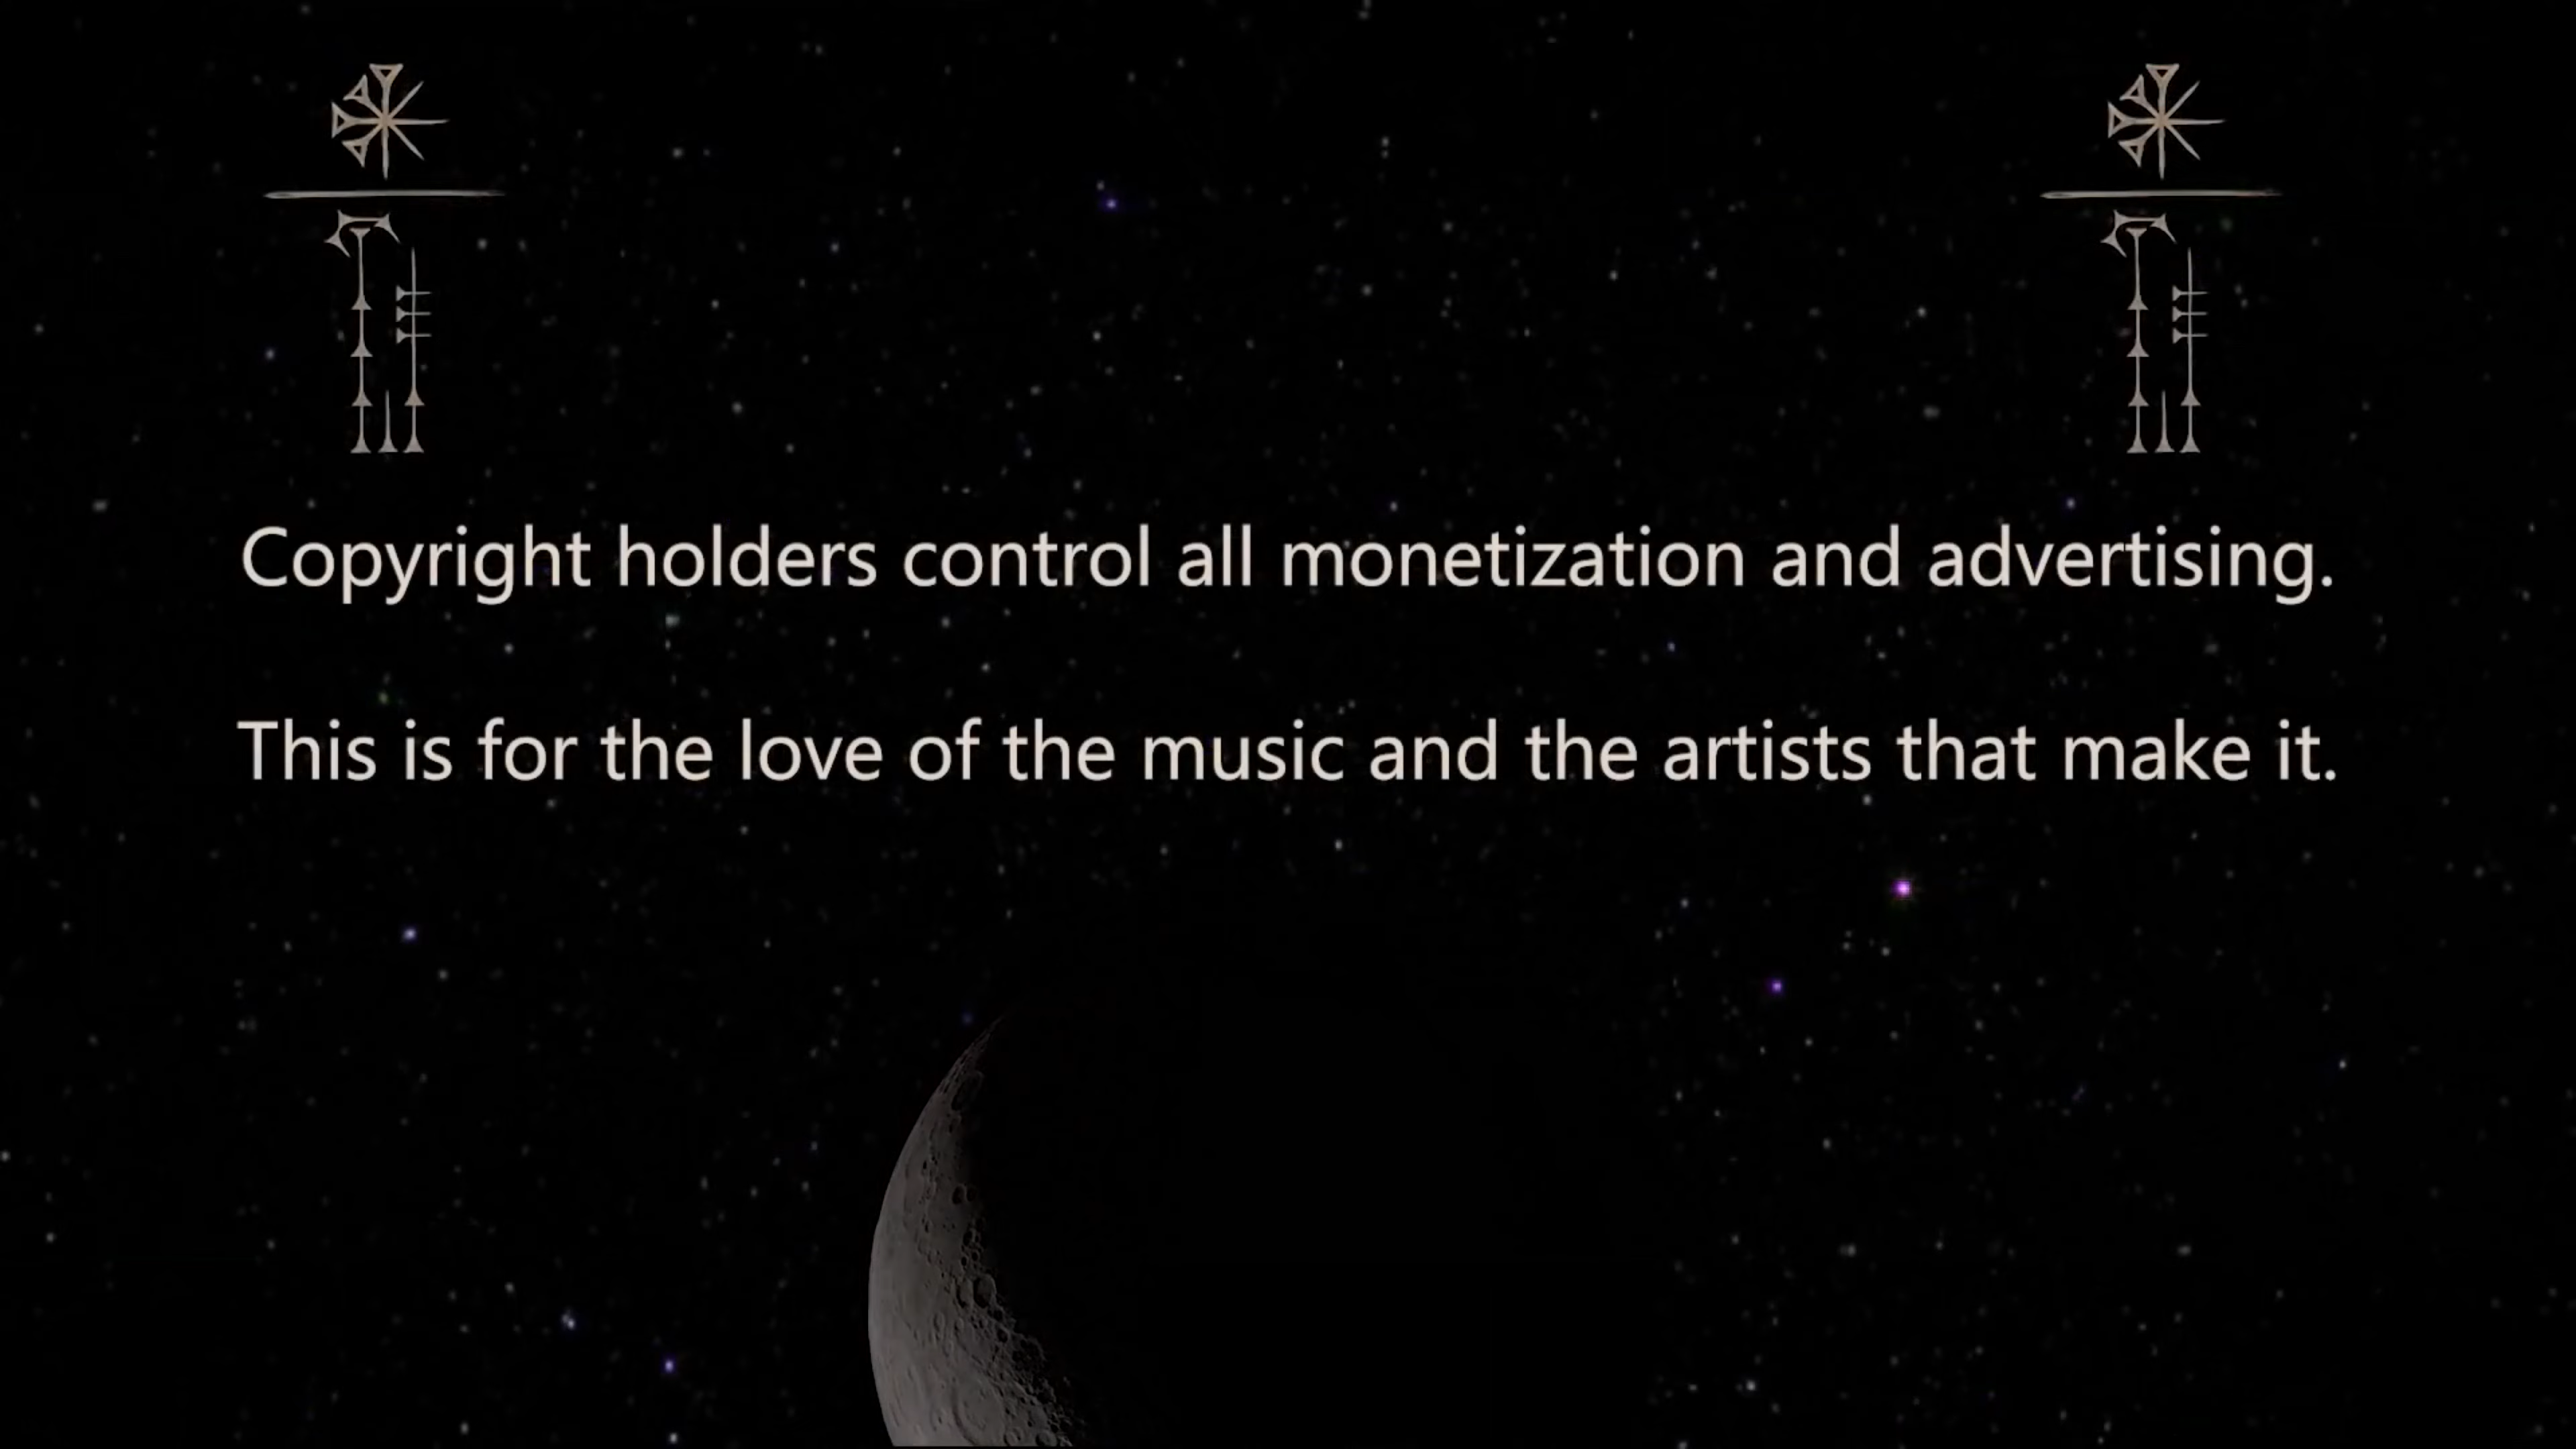 𒀭 𒀭
Copyright holders control all monetization and advertising.
This is for the love of the music and the artists that make it.